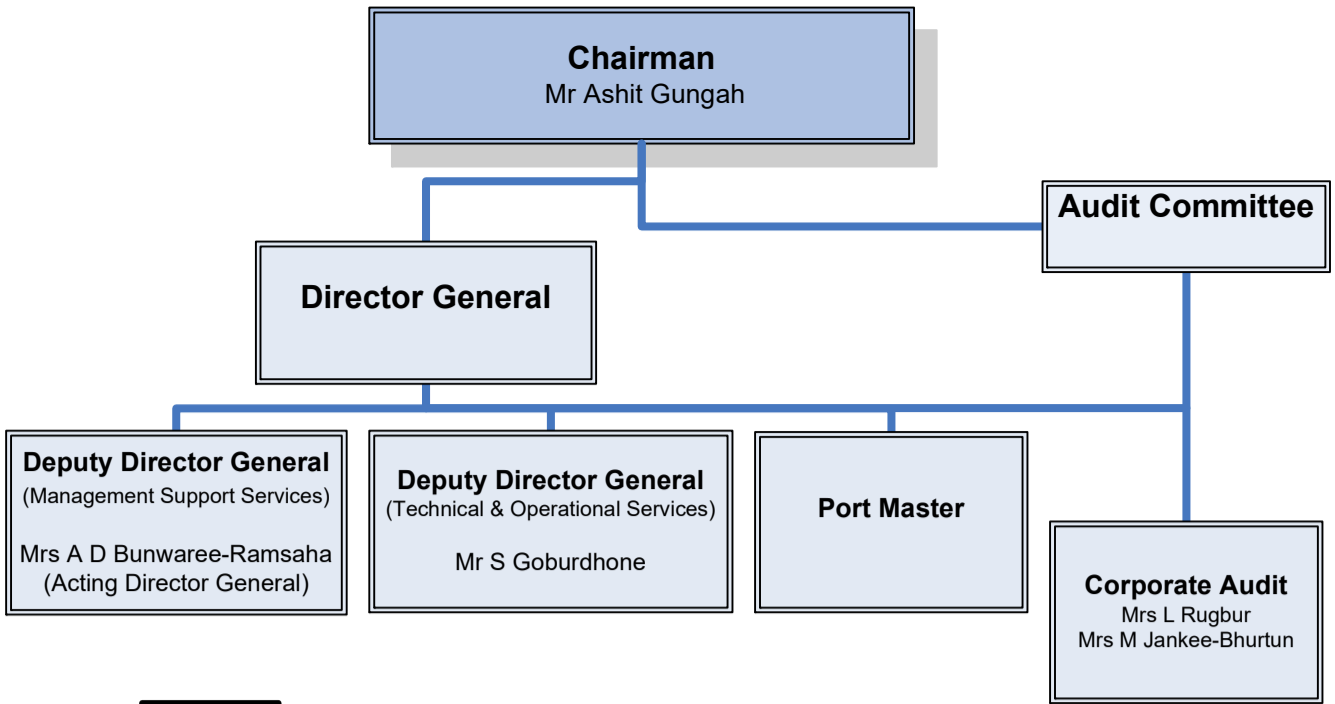 Chairman
Mr Ashit Gungah
Audit Committee
Director General
Deputy Director General
(Management Support Services)
Mrs A D Bunwaree-Ramsaha
(Acting Director General)
Deputy Director General
(Technical & Operational Services)
Mr S Goburdhone
Port Master
Corporate Audit
Mrs L Rugbur
Mrs M Jankee-Bhurtun